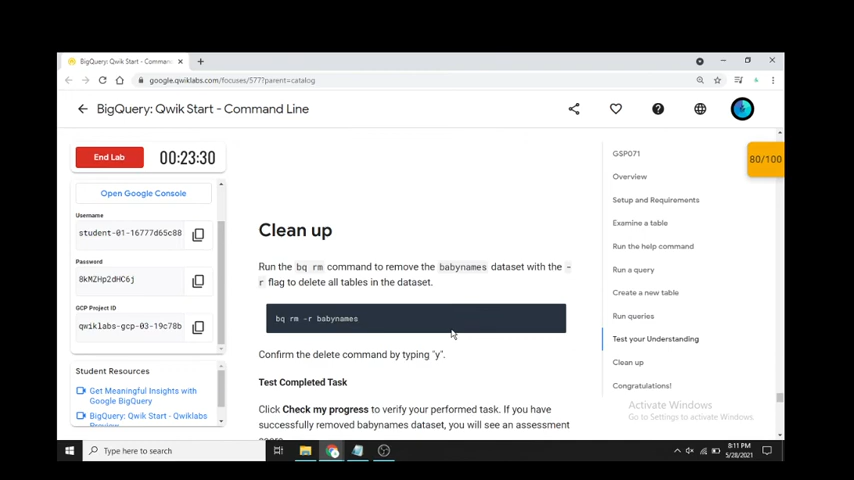 BigQuery: Qwik Start - Comman
google.qwiklabs.com/focuses/577?parent=catalog
BigQuery: Qwik Start - Command Line
End Lab
00:23:30
Open Google Console
Username
student-01-16777d65c88
Password
8kMZHp2dHC6j
GCP Project ID
qwiklabs-gcp-03-19c78b
Student Resources
Get Meaningful Insights with
Google BigQuery
BigQuery: Qwik Start - Qwiklabs
Preview
Clean up
Run the bq rm command to remove the babynames dataset with the -
r flag to delete all tables in the dataset.
bq rm -r babynames
Confirm the delete command by typing "y".
Test Completed Task
Click Check my progress to verify your performed task. If you have
successfully removed babynames dataset, you will see an assessment
score.
80/100
GSP071
Overview
Setup and Requirements
Examine a table
Run the help command
Run a query
Create a new table
Run queries
Test your Understanding
Clean up
Congratulations!
Activate Windows
Go to Settings to activate Windows.
Type here to search
8:11 PM
5/28/2021